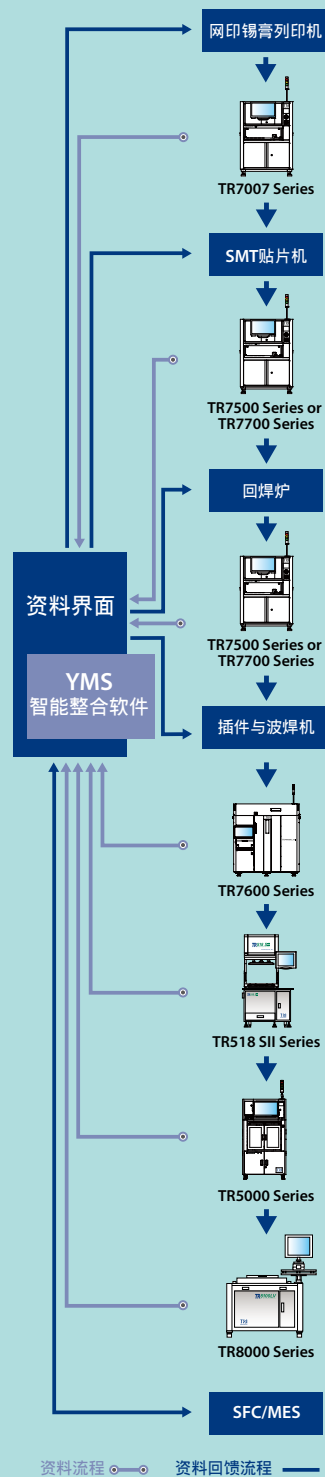 网印锡膏列印机
TR7007 Series
SMT贴片机
TR7500 Series or
TR7700 Series
回焊炉
资料界面
TR7500 Series or
TR7700 Series
YMS
智能整合软件
插件与波焊机
TR7600 Series
TR518 SII Series
TR5000 Series
TR8000 Series
SFC/MES
资料流程
资料回馈流程